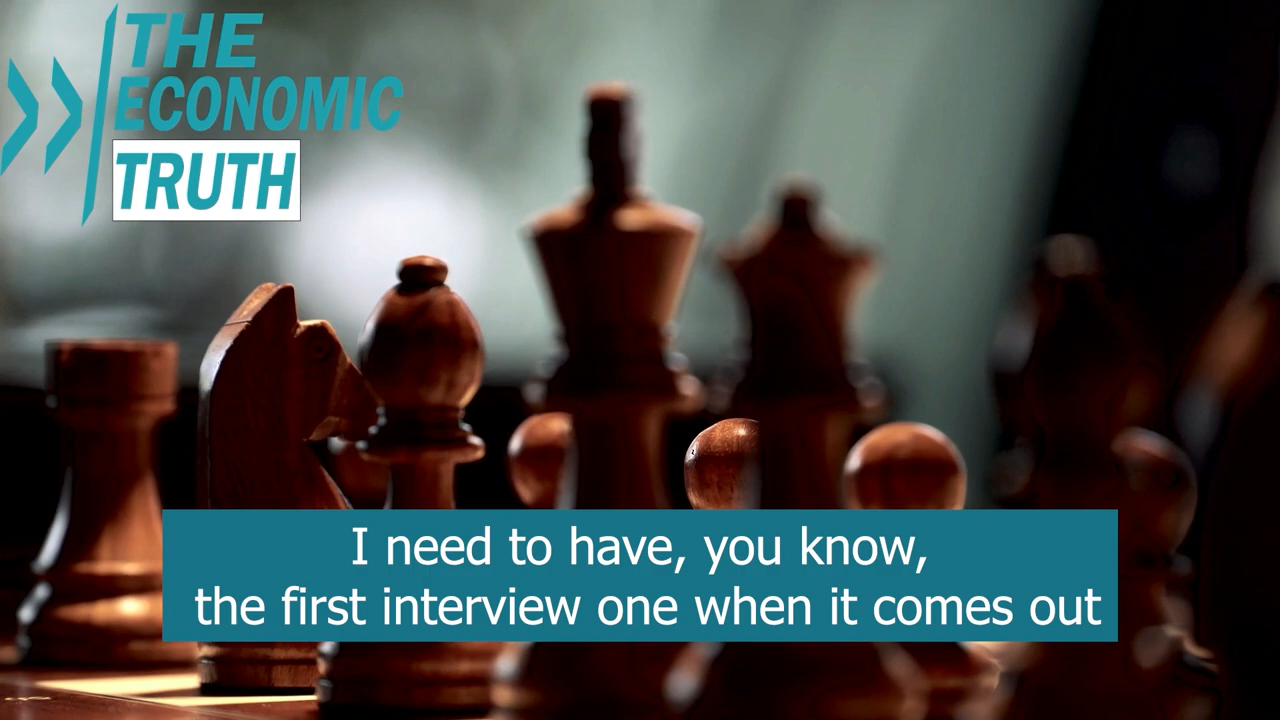 THE
ECONOMIC
TRUTH
I need to have, you know,
the first interview one when it comes out